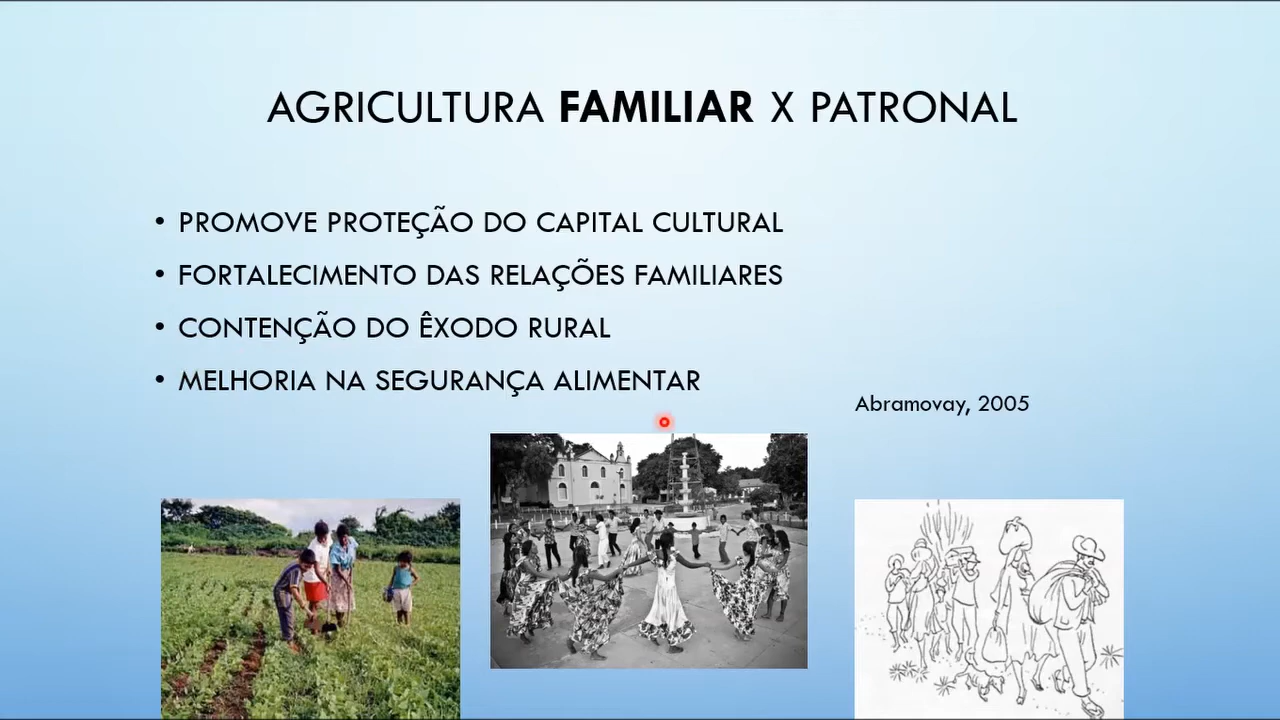 AGRICULTURA FAMILIAR X PATRONAL
• PROMOVE PROTEÇÃO DO CAPITAL CULTURAL
• FORTALECIMENTO DAS RELAÇÕES FAMILIARES
• CONTENÇÃO DO ÊXODO RURAL
• MELHORIA NA SEGURANÇA ALIMENTAR
Abramovay, 2005